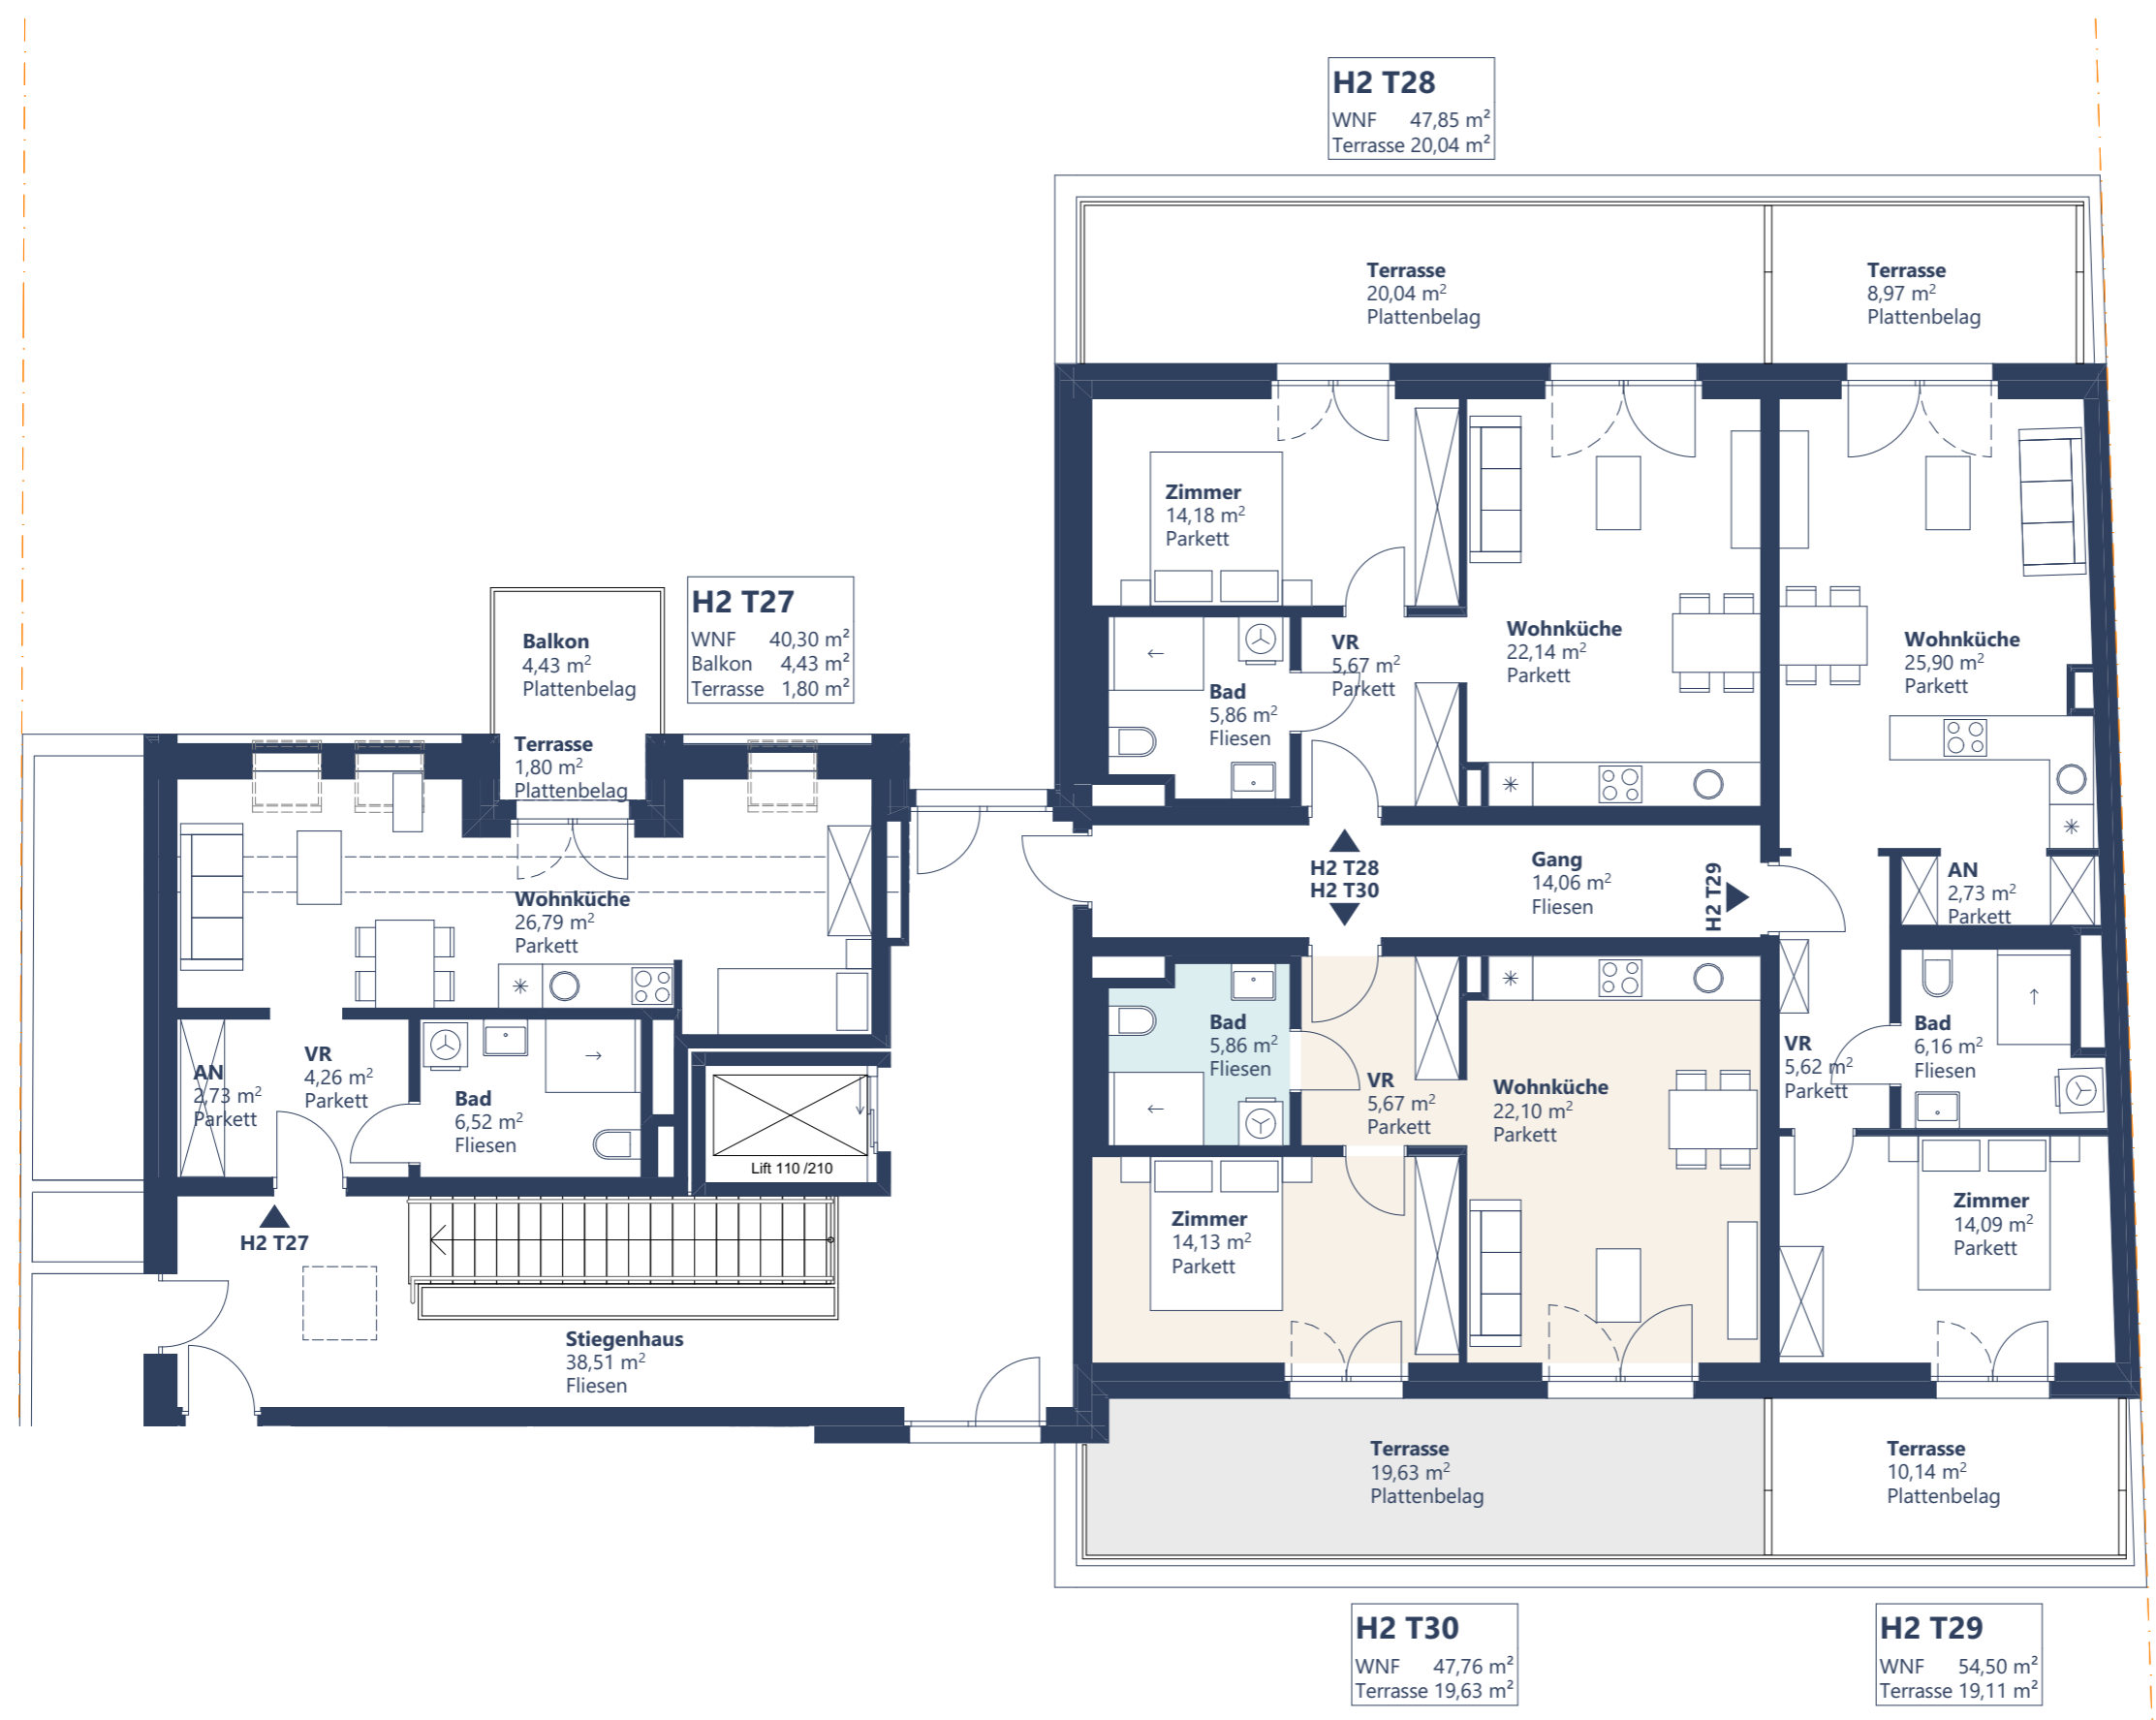 H2 T28
WNF 47,85 m²
Terrasse 20,04 m²
Terrasse
20,04 m²
Plattenbelag
Terrasse
8,97 m²
Plattenbelag
Zimmer
14,18 m²
Parkett
Wohnküche
22,14 m²
Parkett
Wohnküche
25,90 m²
Parkett
VR
5,67 m²
Parkett
Bad
5,86 m²
Fliesen
H2 T27
WNF 40,30 m²
Balkon 4,43 m²
Terrasse 1,80 m²
Balkon
4,43 m²
Plattenbelag
Terrasse
1,80 m²
Plattenbelag
Wohnküche
26,79 m²
Parkett
H2 T28
H2 T30
Gang
14,06 m²
Fliesen
H2 T29
AN
2,73 m²
Parkett
AN
2,73 m²
Parkett
VR
4,26 m²
Parkett
Bad
6,52 m²
Fliesen
Lift 110 /210
H2 T27
Stiegenhaus
38,51 m²
Fliesen
Bad
5,86 m²
Fliesen
VR
5,67 m²
Parkett
Wohnküche
22,10 m²
Parkett
VR
5,62 m²
Parkett
Bad
6,16 m²
Fliesen
Zimmer
14,13 m²
Parkett
Zimmer
14,09 m²
Parkett
Terrasse
19,63 m²
Plattenbelag
Terrasse
10,14 m²
Plattenbelag
H2 T30
WNF 47,76 m²
Terrasse 19,63 m²
H2 T29
WNF 54,50 m²
Terrasse 19,11 m²